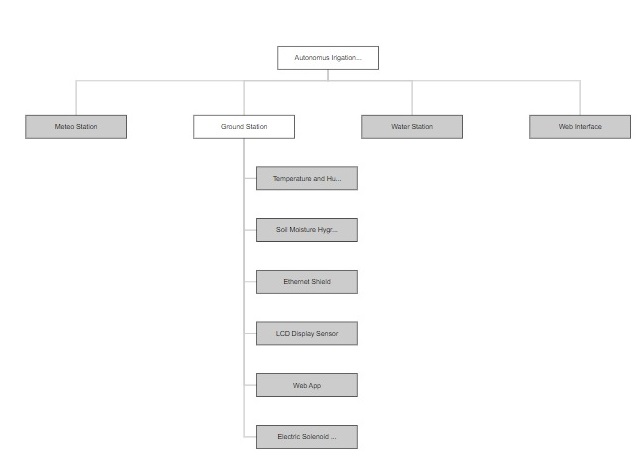 Autonomus Irigation...
Meteo Station
Ground Station
Water Station
Web Interface
Temperature and Hu...
Soil Moisture Hygr...
Ethernet Shield
LCD Display Sensor
Web App
Electric Solenoid ...